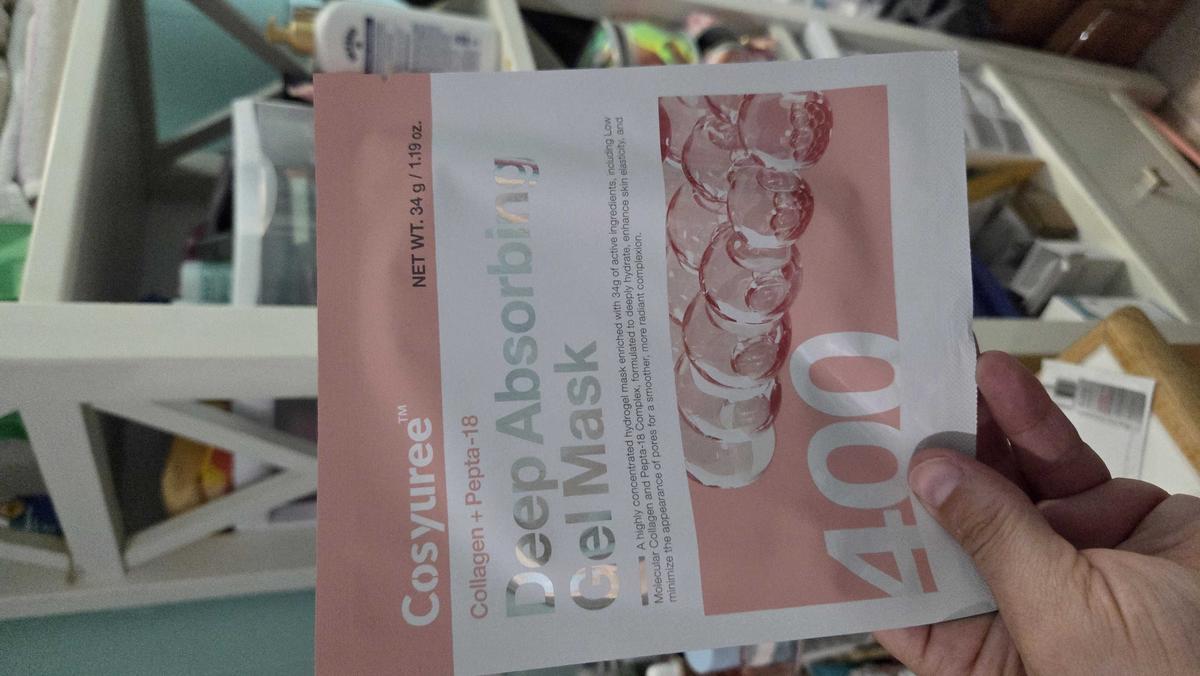 NET WT. 34 g / 1.19 oz.
Cosyuree™
Collagen + Pepta-18
Deep Absorbing
Gel Mask
A highly concentrated hydrogel mask enriched with 34g of active ingredients, including Low
Molecular Collagen and Pepta-18 Complex, formulated to deeply hydrate, enhance skin elasticity, and
minimize the appearance of pores for a smoother, more radiant complexion.
400